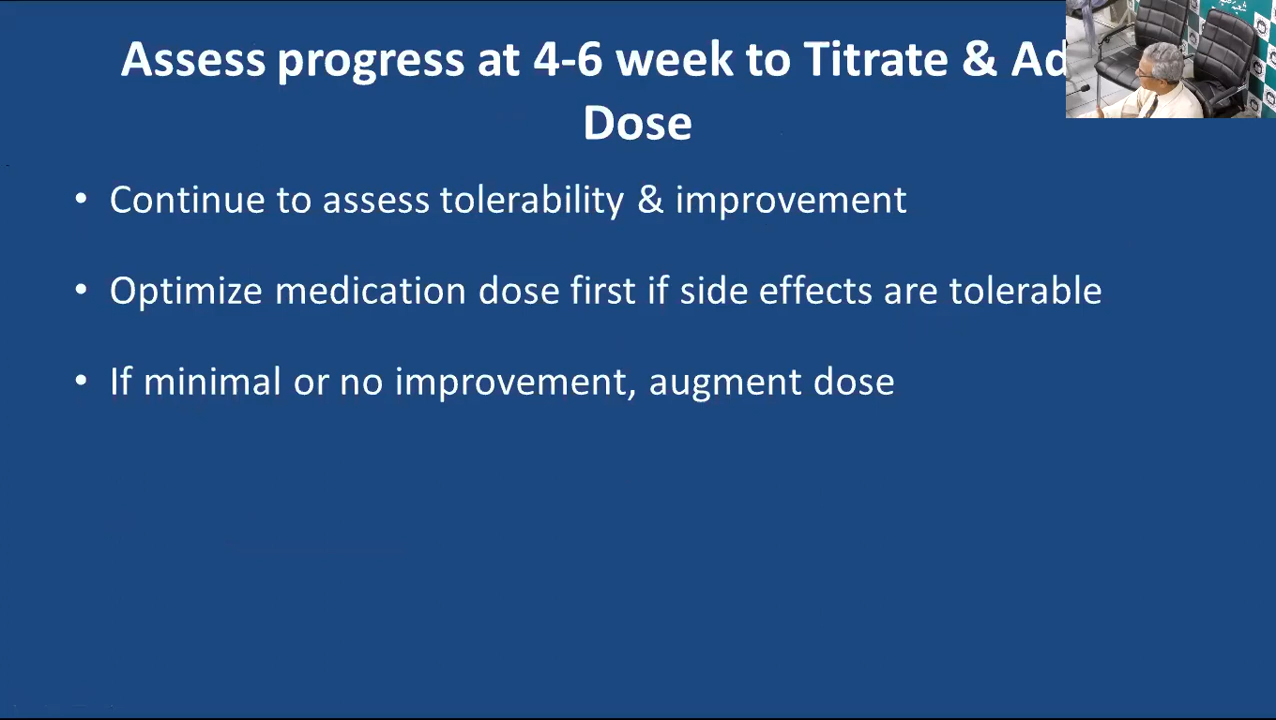 Assess progress at 4-6 week to Titrate &
Dose
• Continue to assess tolerability & improvement
• Optimize medication dose first if side effects are tolerable
• If minimal or no improvement, augment dose